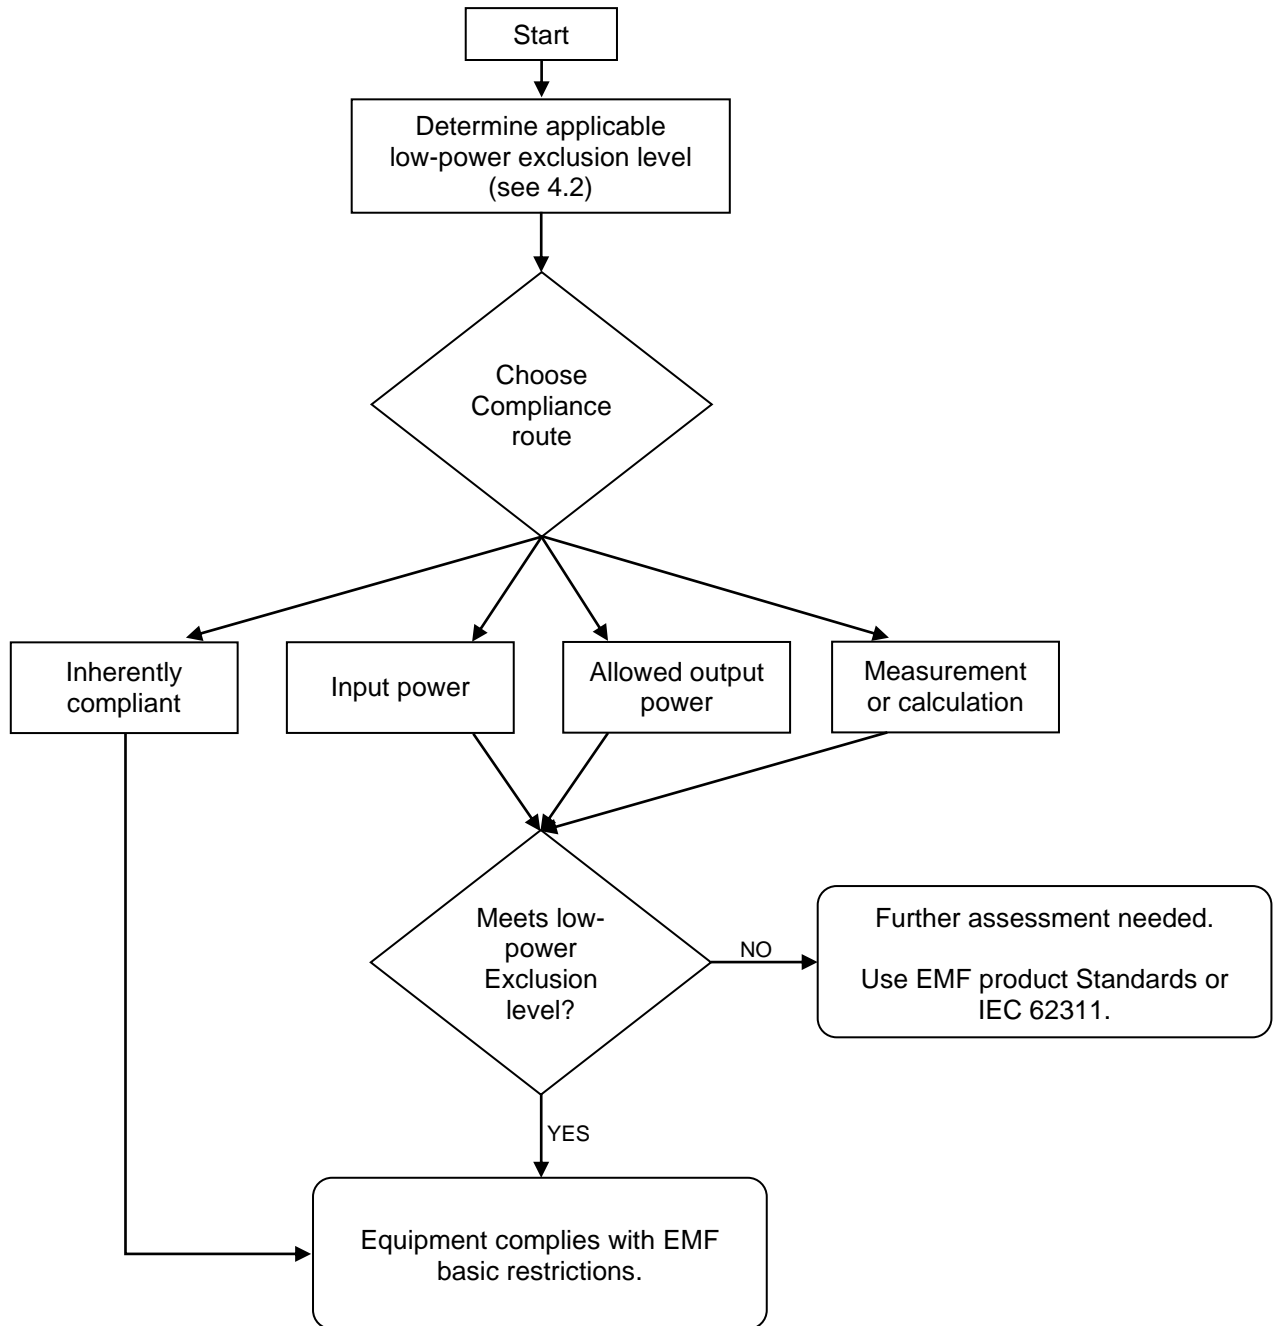 Start
Determine applicable
low-power exclusion level
(see 4.2)
Choose
Compliance
route
Inherently
compliant
Input power
Allowed output
power
Measurement
or calculation
Meets low-
power
Exclusion
level?
NO
Further assessment needed.
Use EMF product Standards or
IEC 62311.
YES
Equipment complies with EMF
basic restrictions.